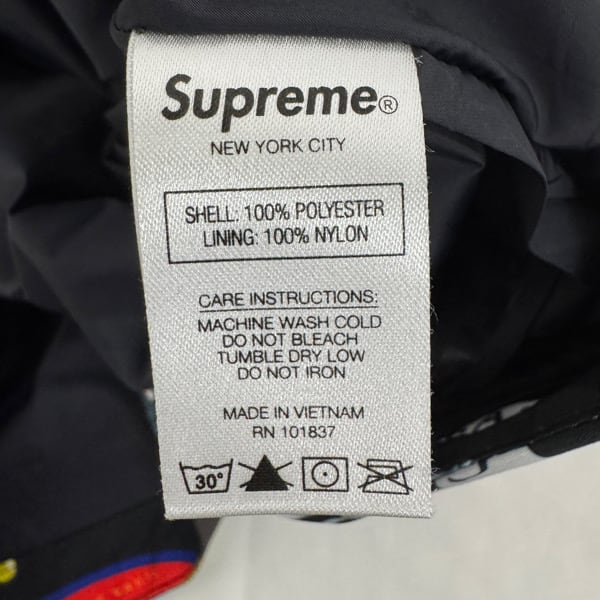 Supreme®
NEW YORK CITY
SHELL: 100% POLYESTER
LINING: 100% NYLON
CARE INSTRUCTIONS:
MACHINE WASH COLD
DO NOT BLEACH
TUMBLE DRY LOW
DO NOT IRON
MADE IN VIETNAM
RN 101837
30°